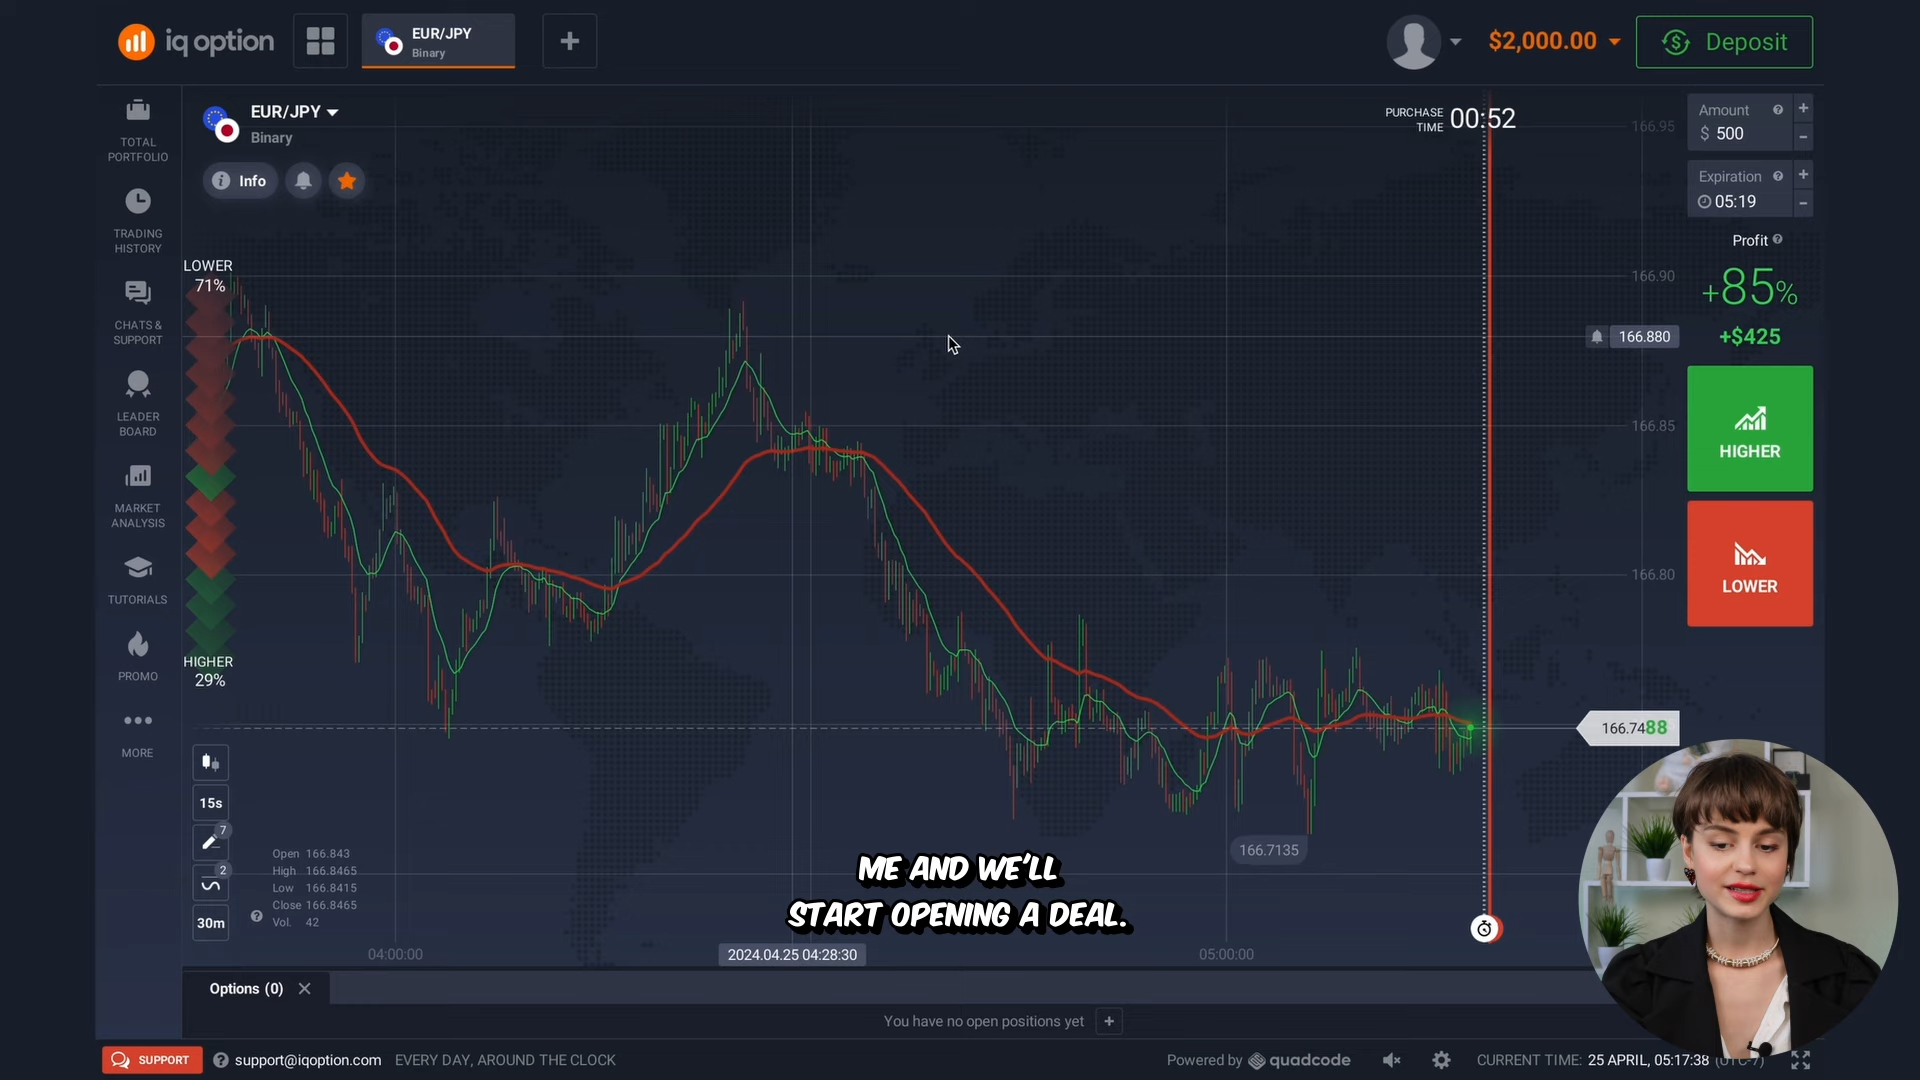 iq option
EUR/JPY
Binary
$2,000.00
Deposit
EUR/JPY
Binary
Info
PURCHASE
TIME
00:52
166.95
Amount
$ 500
Expiration
05:19
Profit
+85%
+$425
HIGHER
LOWER
TOTAL
PORTFOLIO
TRADING
HISTORY
CHATS &
SUPPORT
LEADER
BOARD
MARKET
ANALYSIS
TUTORIALS
PROMO
MORE
LOWER
71%
HIGHER
29%
166.90
166.880
166.85
166.80
166.7488
166.7135
15s
7
2
30m
Open 166.843
High 166.8465
Low 166.8415
Close 166.8465
Vol. 42
ME AND WE'LL
START OPENING A DEAL.
04:00:00
2024.04.25 04:28:30
05:00:00
Options (0)
You have no open positions yet
SUPPORT
support@iqoption.com
EVERY DAY, AROUND THE CLOCK
Powered by quadcode
CURRENT TIME: 25 APRIL, 05:17:38 (UTC-7)